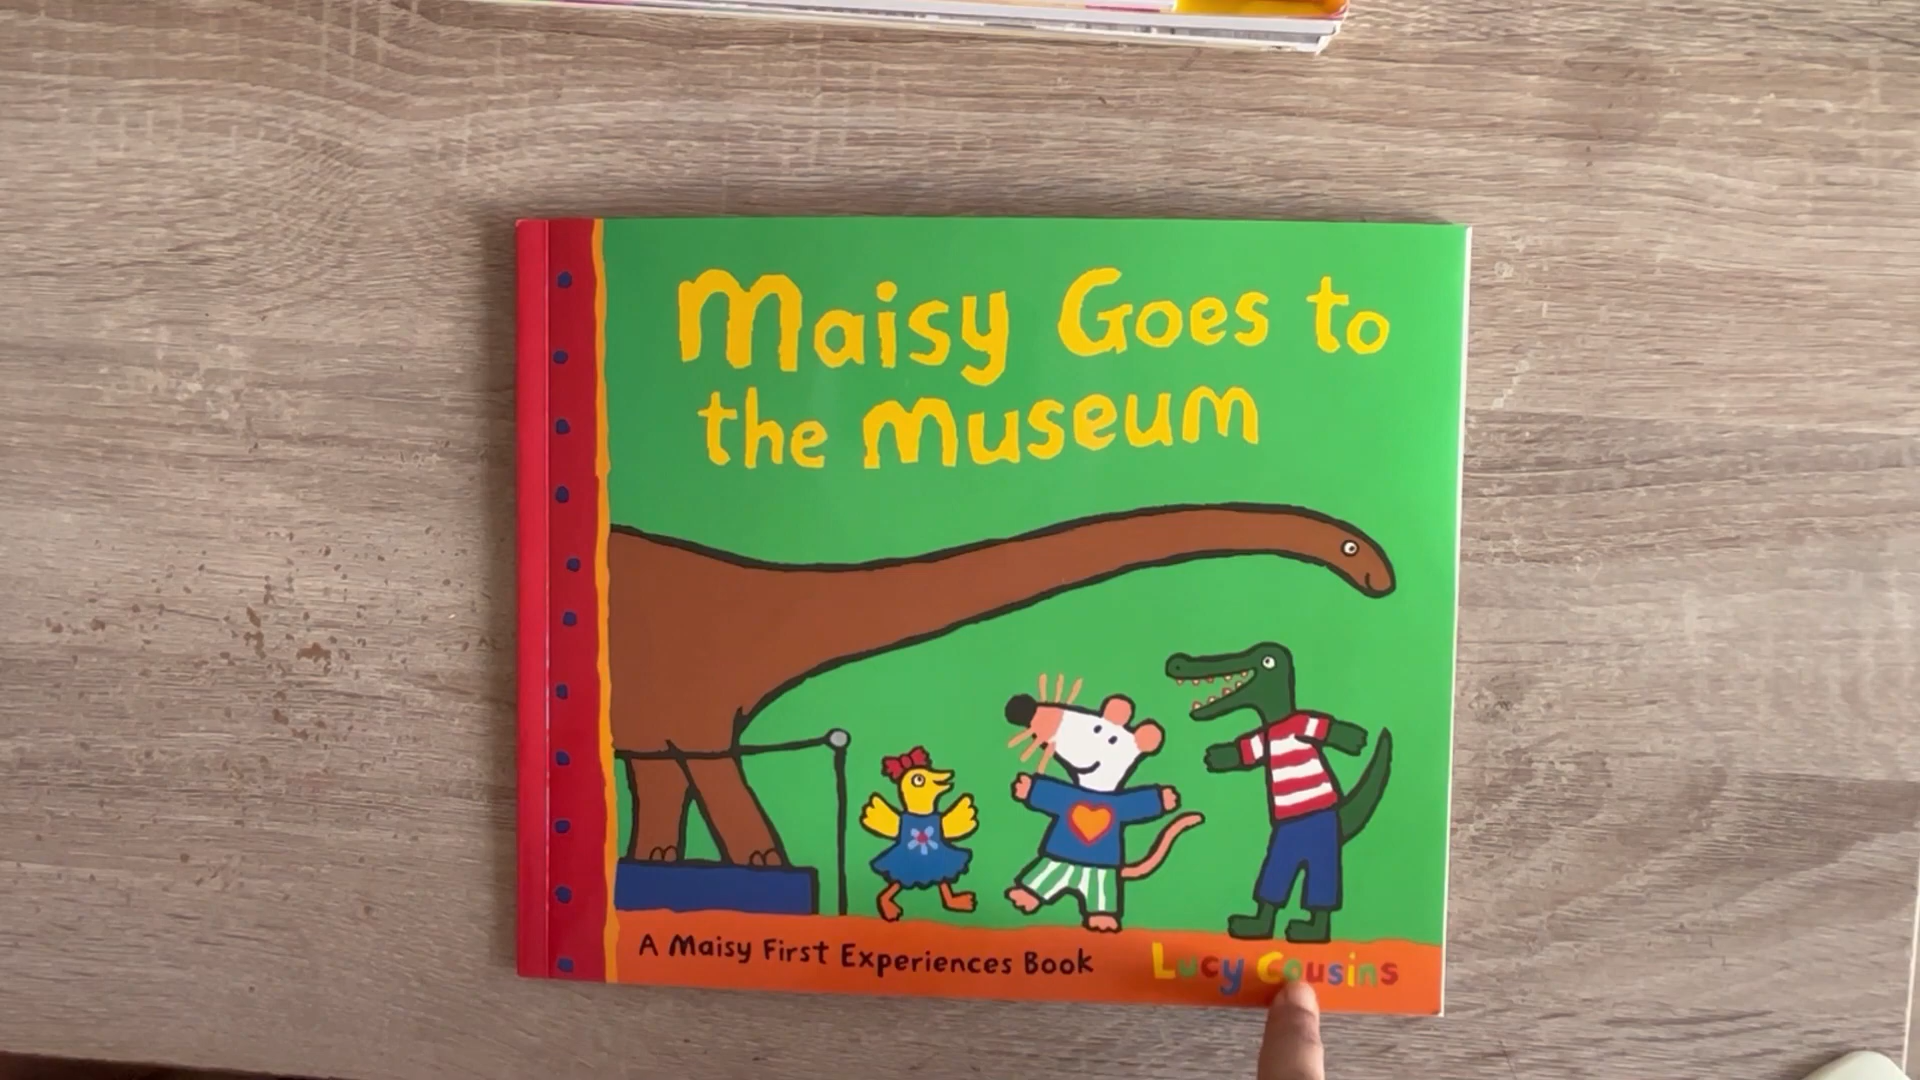 Maisy Goes to
the Museum
A Maisy First Experiences Book
Lucy Cousins